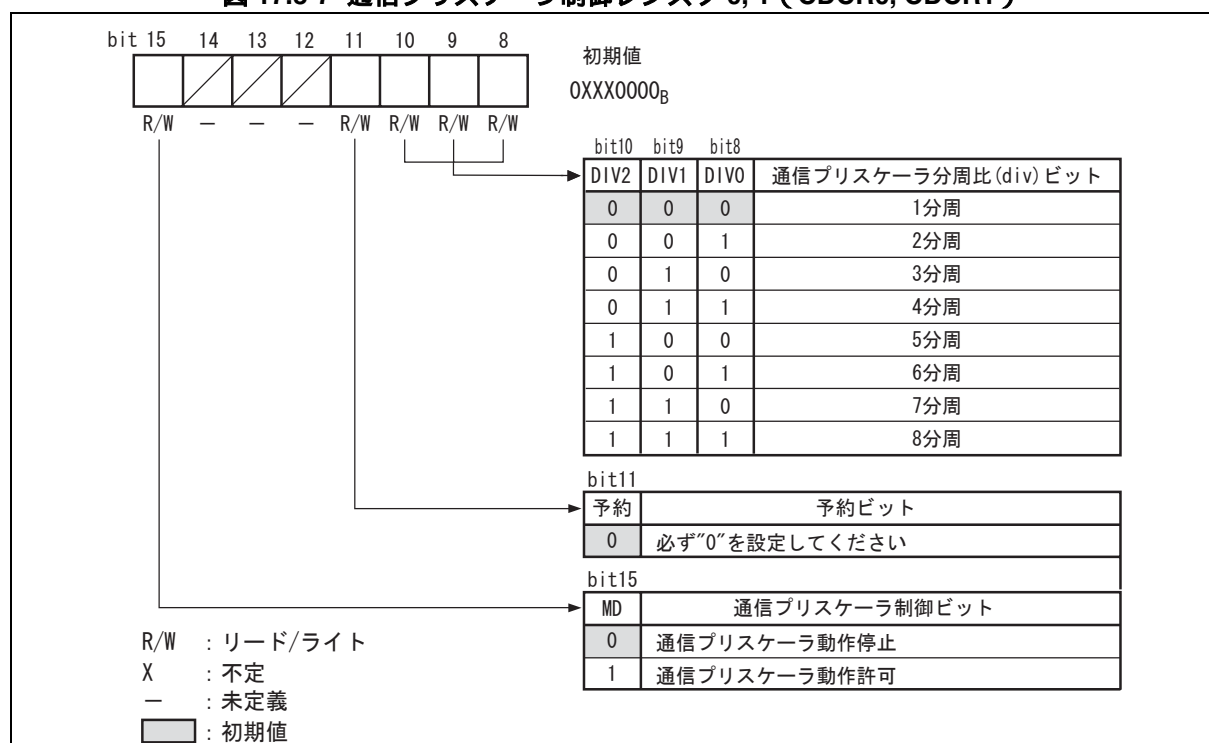 bit 15 14 13 12 11 10 9 8
初期値
0XXX0000B
R/W － － － R/W R/W R/W R/W
bit10 bit9 bit8
DIV2 DIV1 DIV0 通信プリスケーラ分周比(div)ビット
0 0 0 1分周
0 0 1 2分周
0 1 0 3分周
0 1 1 4分周
1 0 0 5分周
1 0 1 6分周
1 1 0 7分周
1 1 1 8分周
bit11
予約 予約ビット
0 必ず"0"を設定してください
bit15
MD 通信プリスケーラ制御ビット
0 通信プリスケーラ動作停止
1 通信プリスケーラ動作許可
R/W : リード/ライト
X : 不定
－ : 未定義
: 初期値